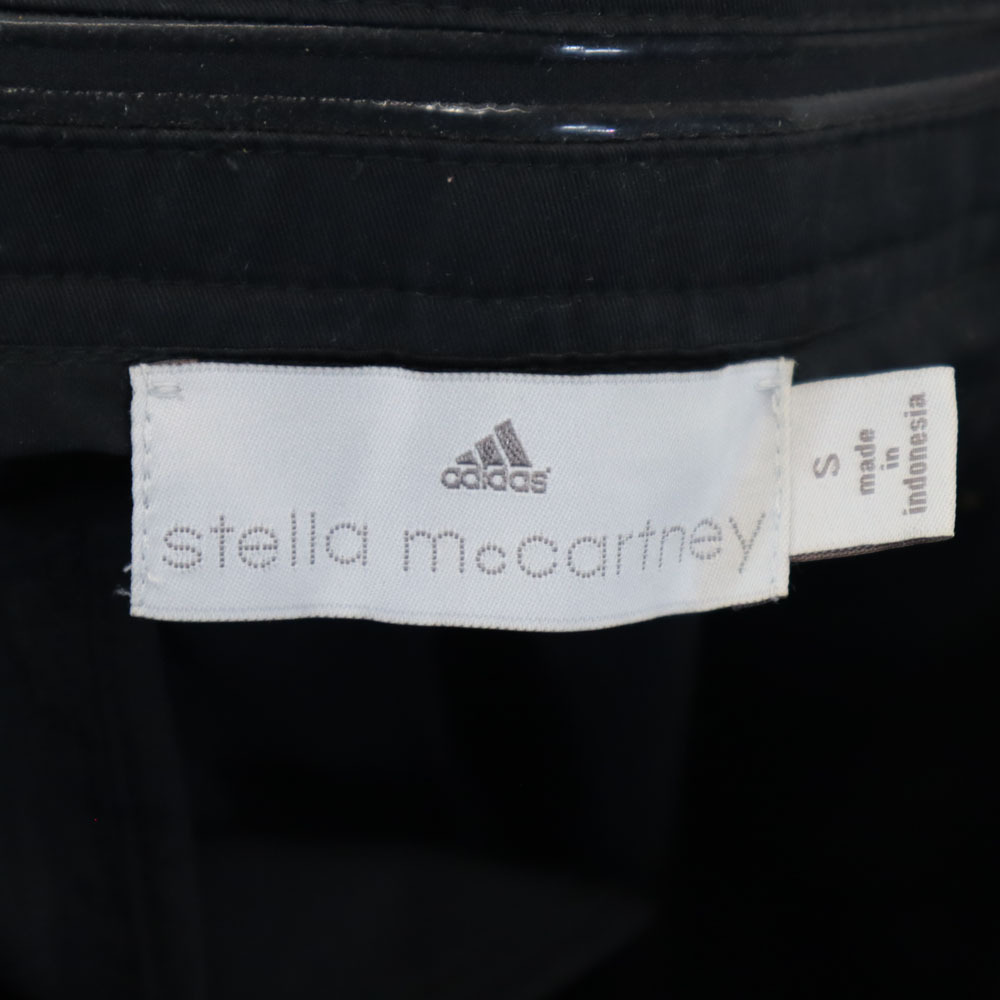 adidas
stella mccartney
S
made
in
indonesia